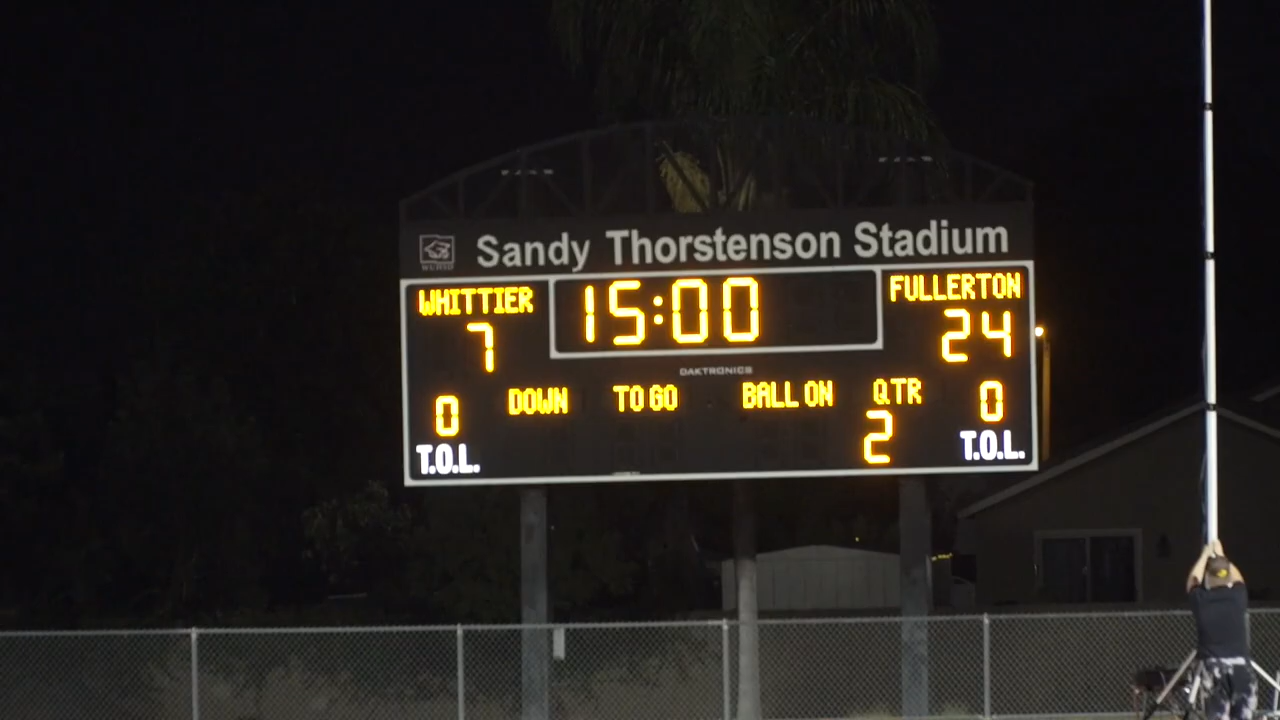 Sandy Thorstenson Stadium
WUHSD
WHITTIER 15:00 FULLERTON
7 24
DAKTRONICS
DOWN TO GO BALL ON QTR
0 2 0
T.O.L. T.O.L.